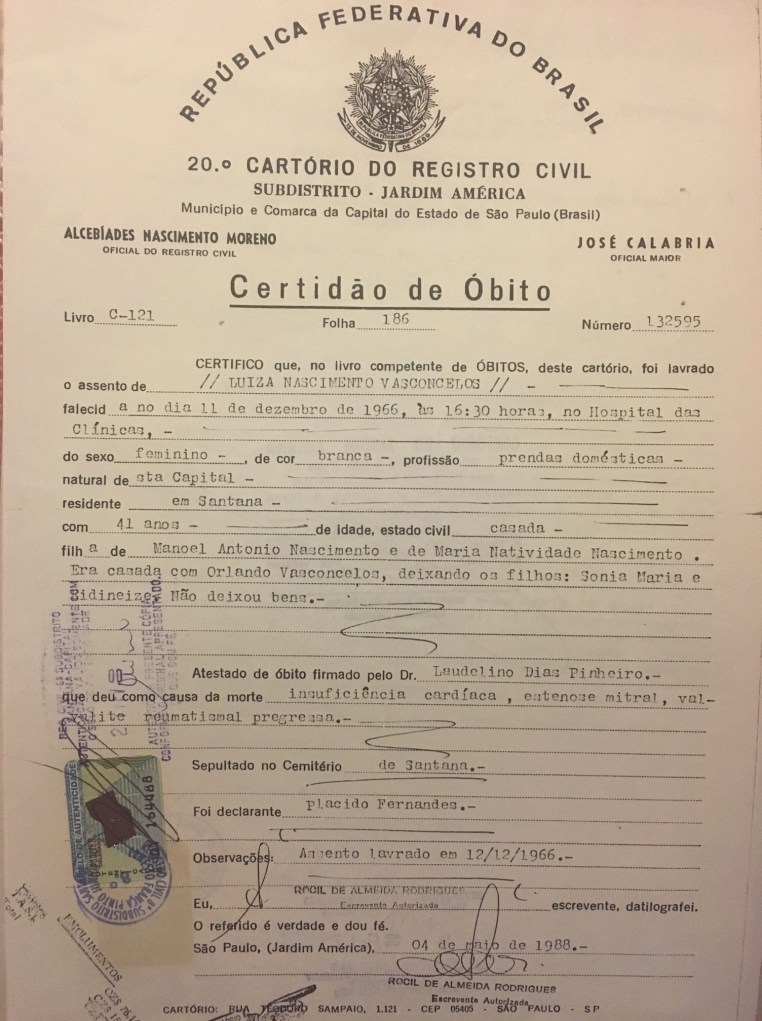 REPÚBLICA FEDERATIVA DO BRASIL
20.º CARTÓRIO DO REGISTRO CIVIL
SUBDISTRITO - JARDIM AMÉRICA
Município e Comarca da Capital do Estado de São Paulo (Brasil)
ALCEBÍADES NASCIMENTO MORENO
OFICIAL DO REGISTRO CIVIL
JOSÉ CALABRIA
OFICIAL MAIOR
Certidão de Óbito
Livro C-121 Folha 186 Número 132595
CERTIFICO que, no livro competente de ÓBITOS, deste cartório, foi lavrado
o assento de // LUIZA NASCIMENTO VASCONCELOS // -
falecid a no dia 11 de dezembro de 1966, às 16:30 horas, no Hospital das
Clínicas, -
do sexo feminino -, de cor branca -, profissão prendas domésticas -
natural de sta Capital -
residente em Santana -
com 41 anos - de idade, estado civil casada -
filh a de Manoel Antonio Nascimento e de Maria Natividade Nascimento .
Era casada com Orlando Vasconcelos, deixando os filhos: Sonia Maria e
Sidineize. Não deixou bens.-
Atestado de óbito firmado pelo Dr. Laudelino Dias Pinheiro.-
que deu como causa da morte insuficiência cardíaca, estenose mitral, val-
vulite reumatismal pregressa.-
Sepultado no Cemitério de Santana.-
Foi declarante Placido Fernandes.-
Observações: Assento lavrado em 12/12/1966.-
ROCIL DE ALMEIDA RODRIGUES
Escrevente Autorizado
Eu, escrevente, datilografei.
O referido é verdade e dou fé.
São Paulo, (Jardim América), 04 de maio de 1988.-
ROCIL DE ALMEIDA RODRIGUES
Escrevente Autorizado
CARTÓRIO: RUA TEODORO SAMPAIO, 1.121 - CEP 05405 - SÃO PAULO - S P
SELO DE AUTENTICIDADE
164488
EMOLUMENTOS